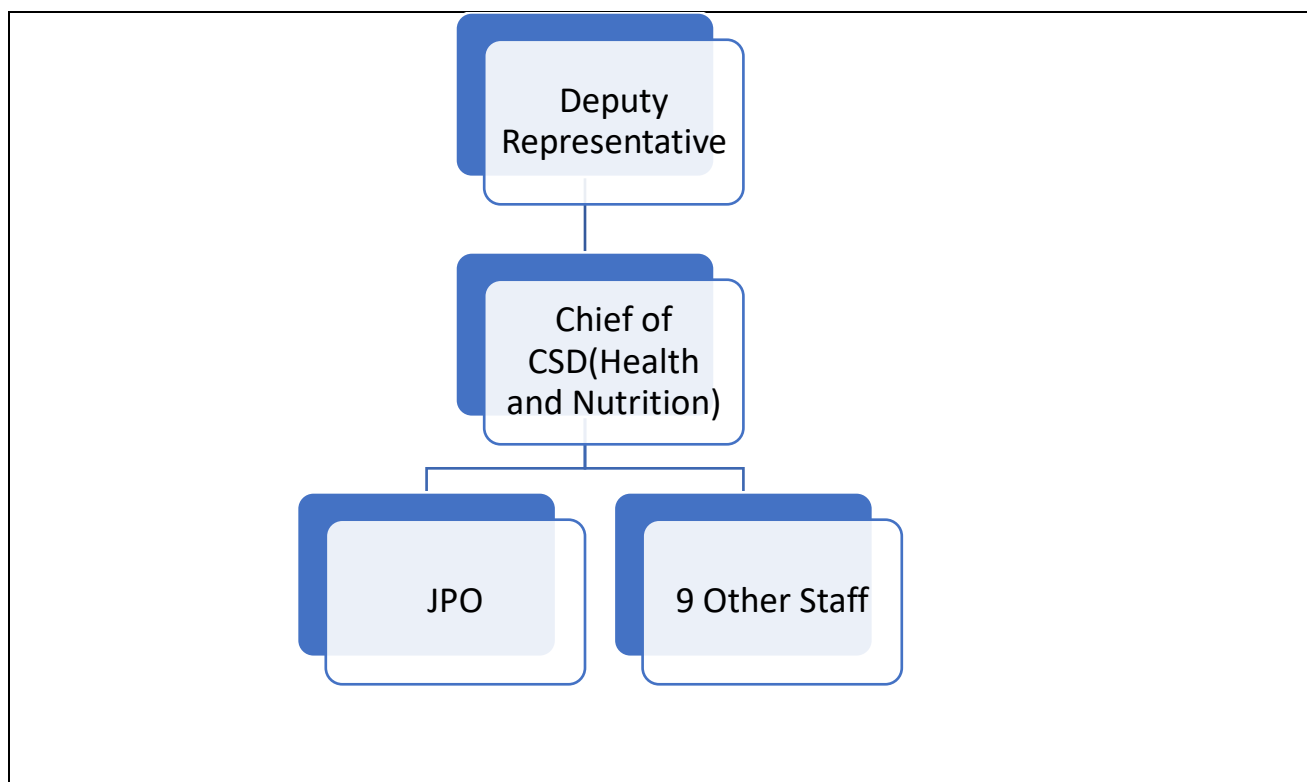 Deputy
Representative
Chief of
CSD(Health
and Nutrition)
JPO
9 Other Staff